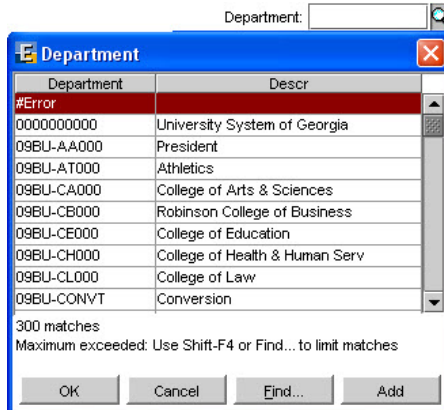 Department:
Department
Department Descr
#Error
0000000000 University System of Georgia
09BU-AA000 President
09BU-AT000 Athletics
09BU-CA000 College of Arts & Sciences
09BU-CB000 Robinson College of Business
09BU-CE000 College of Education
09BU-CH000 College of Health & Human Serv
09BU-CL000 College of Law
09BU-CONVT Conversion
300 matches
Maximum exceeded: Use Shift-F4 or Find... to limit matches
OK Cancel Find... Add